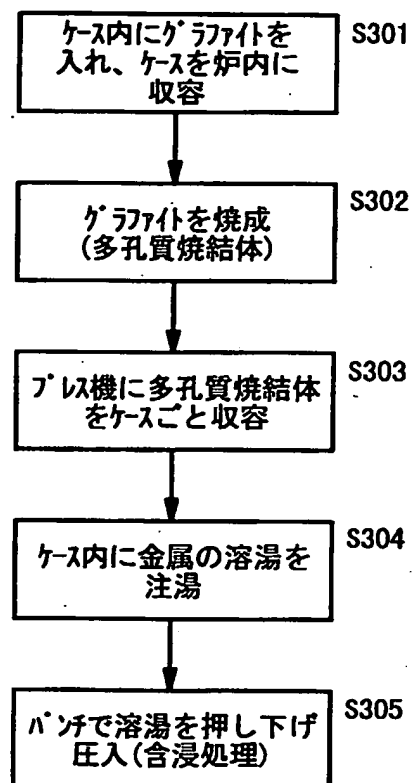 ケース内にグラファイトを
入れ、ケースを炉内に
収容
S301
グラファイトを焼成
(多孔質焼結体)
S302
プレス機に多孔質焼結体
をケースごと収容
S303
ケース内に金属の溶湯を
注湯
S304
パンチで溶湯を押し下げ
圧入(含浸処理)
S305